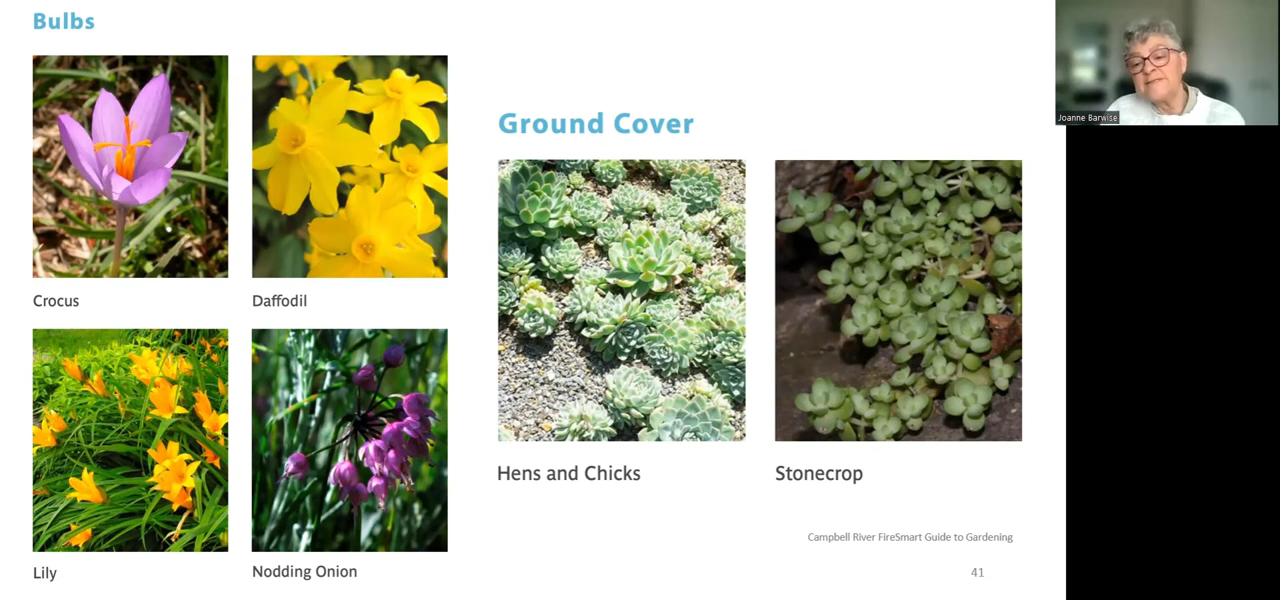 Bulbs
Crocus
Daffodil
Lily
Nodding Onion
Ground Cover
Hens and Chicks
Stonecrop
Campbell River FireSmart Guide to Gardening
41
Joanne Barwise